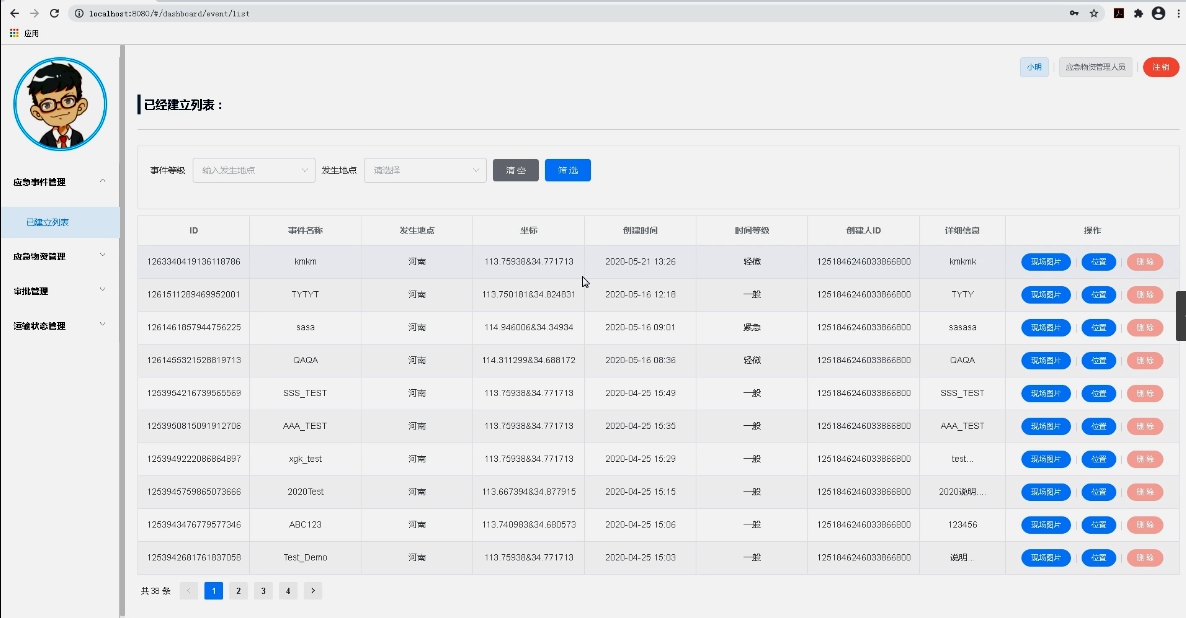 localhost:8080/#/dashboard/event/list
应用
小明 应急物资管理人员 注销
已经建立列表：
应急事件管理
已建立列表
应急物资管理
审批管理
运输状态管理
事件等级 输入发生地点 发生地点 请选择 清空 筛选
ID 事件名称 发生地点 坐标 创建时间 时间等级 创建人ID 详细信息 操作
1263340419136118786 kmkm 河南 113.75938&34.771713 2020-05-21 13:26 轻微 1251846246033866800 kmkmk 现场图片 位置 删除
1261511289469952001 TYTYT 河南 113.750181&34.824831 2020-05-16 12:18 一般 1251846246033866800 TYTY 现场图片 位置 删除
1261461857944756225 sasa 河南 114.946006&34.34934 2020-05-16 09:01 紧急 1251846246033866800 sasasa 现场图片 位置 删除
1261455321528819713 QAQA 河南 114.311299&34.688172 2020-05-16 08:36 轻微 1251846246033866800 QAQA 现场图片 位置 删除
1253954216739565569 SSS_TEST 河南 113.75938&34.771713 2020-04-25 15:49 一般 1251846246033866800 SSS_TEST 现场图片 位置 删除
1253950815091912706 AAA_TEST 河南 113.75938&34.771713 2020-04-25 15:35 一般 1251846246033866800 AAA_TEST 现场图片 位置 删除
1253949222086864897 xgk_test 河南 113.75938&34.771713 2020-04-25 15:29 一般 1251846246033866800 test... 现场图片 位置 删除
1253945759865073666 2020Test 河南 113.667394&34.877915 2020-04-25 15:15 一般 1251846246033866800 2020说明.... 现场图片 位置 删除
1253943476779577346 ABC123 河南 113.740983&34.680573 2020-04-25 15:06 一般 1251846246033866800 123456 现场图片 位置 删除
1253942681761837058 Test_Demo 河南 113.75938&34.771713 2020-04-25 15:03 一般 1251846246033866800 说明... 现场图片 位置 删除
共 38 条 1 2 3 4